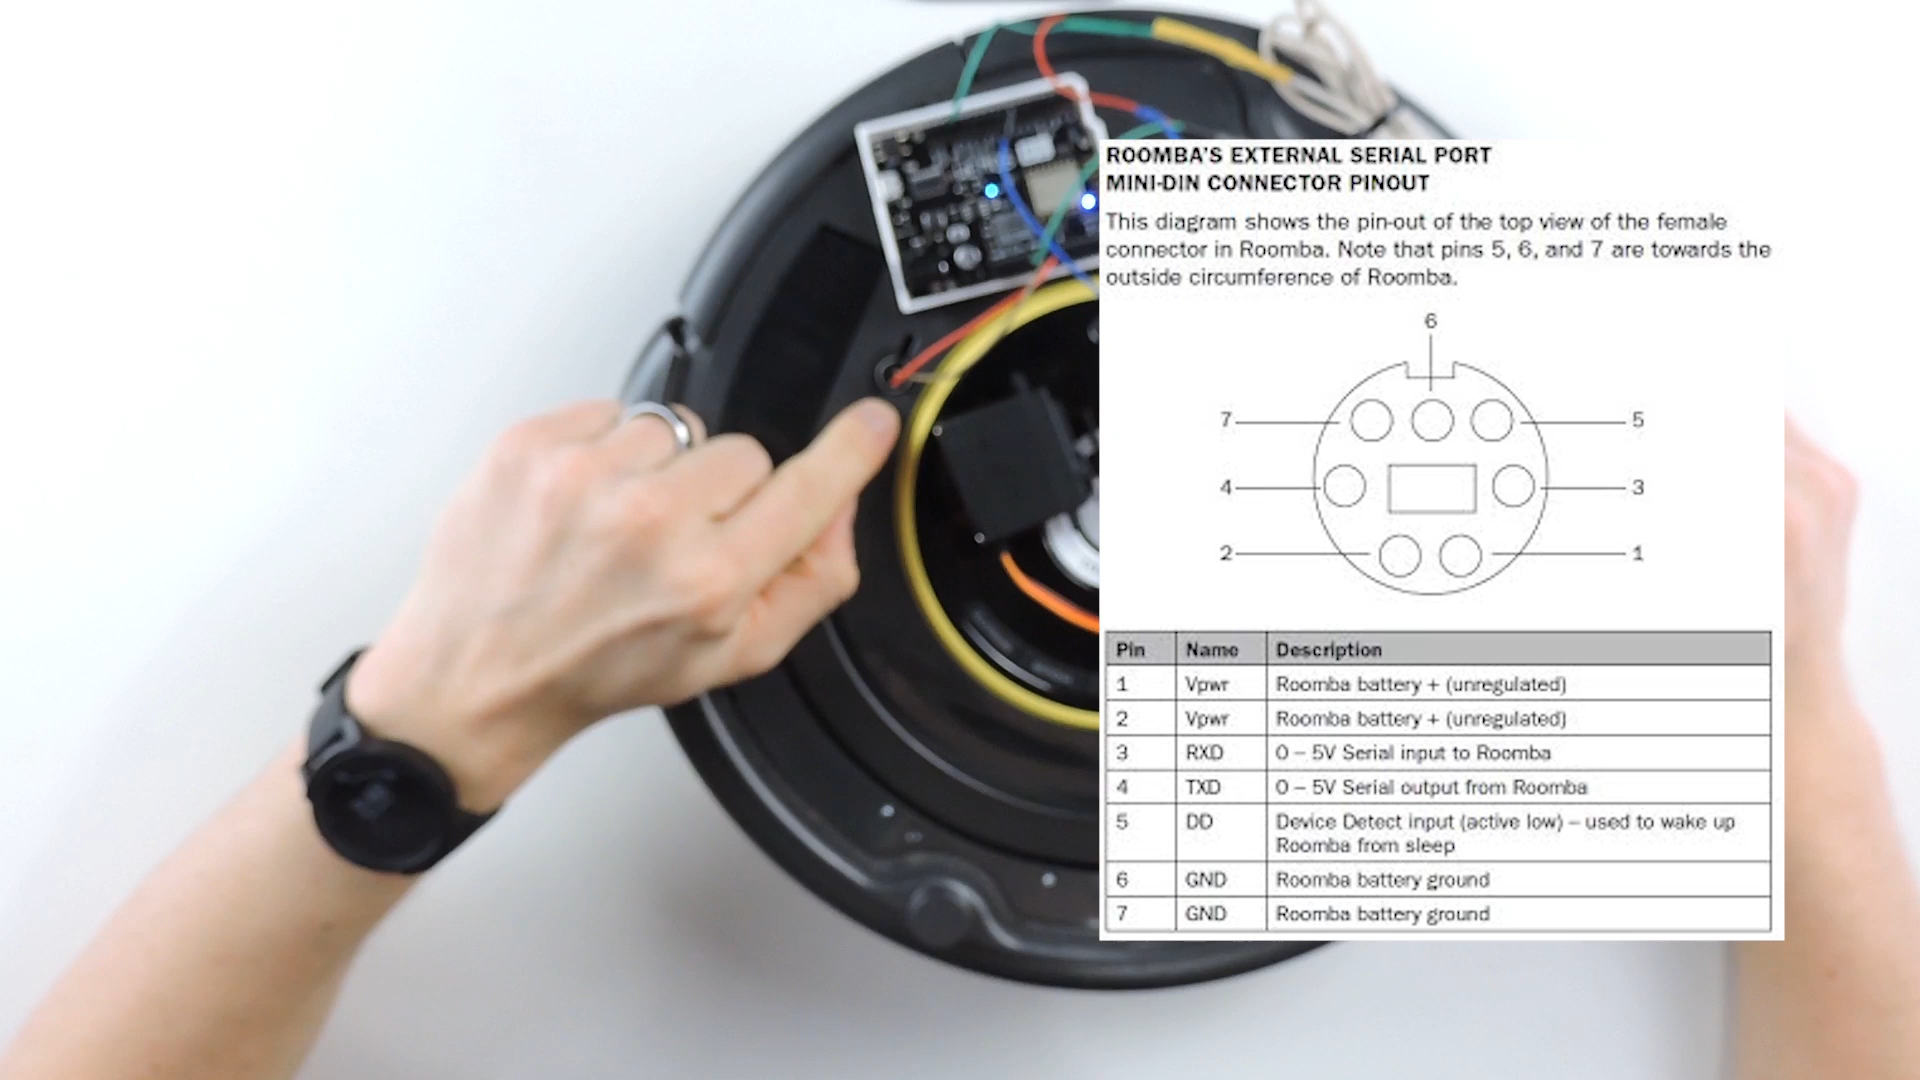 ROOMBA'S EXTERNAL SERIAL PORT
MINI-DIN CONNECTOR PINOUT
This diagram shows the pin-out of the top view of the female
connector in Roomba. Note that pins 5, 6, and 7 are towards the
outside circumference of Roomba.
6
7 5
4 3
2 1
Pin Name Description
1 Vpwr Roomba battery + (unregulated)
2 Vpwr Roomba battery + (unregulated)
3 RXD 0 – 5V Serial input to Roomba
4 TXD 0 – 5V Serial output from Roomba
5 DD Device Detect input (active low) – used to wake up
Roomba from sleep
6 GND Roomba battery ground
7 GND Roomba battery ground